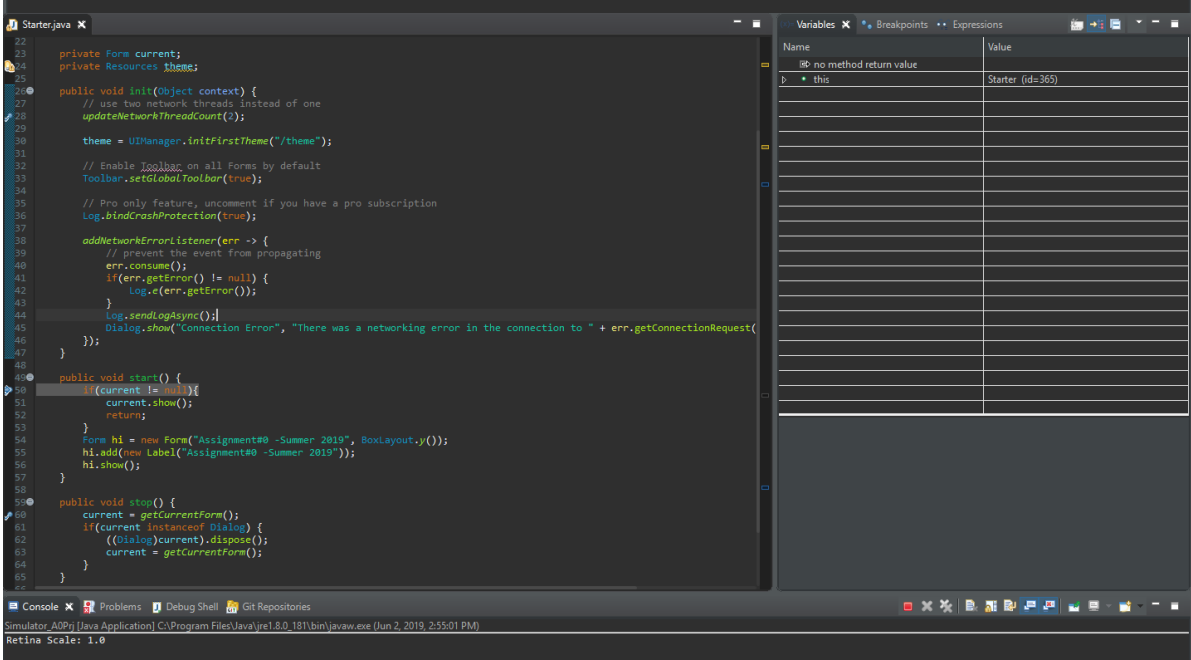 Starter.java
22
23 private Form current;
24 private Resources theme;
25
26 public void init(Object context) {
27 // use two network threads instead of one
28 updateNetworkThreadCount(2);
29
30 theme = UIManager.initFirstTheme("/theme");
31
32 // Enable Toolbar on all Forms by default
33 Toolbar.setGlobalToolbar(true);
34
35 // Pro only feature, uncomment if you have a pro subscription
36 Log.bindCrashProtection(true);
37
38 addNetworkErrorListener(err -> {
39 // prevent the event from propagating
40 err.consume();
41 if(err.getError() != null) {
42 Log.e(err.getError());
43 }
44 Log.sendLogAsync();
45 Dialog.show("Connection Error", "There was a networking error in the connection to " + err.getConnectionRequest(
46 });
47 }
48
49 public void start() {
50 if(current != null){
51 current.show();
52 return;
53 }
54 Form hi = new Form("Assignment#0 -Summer 2019", BoxLayout.y());
55 hi.add(new Label("Assignment#0 -Summer 2019"));
56 hi.show();
57 }
58
59 public void stop() {
60 current = getCurrentForm();
61 if(current instanceof Dialog) {
62 ((Dialog)current).dispose();
63 current = getCurrentForm();
64 }
65 }
Variables Breakpoints Expressions
Name Value
no method return value
this Starter (id=365)
Console Problems Debug Shell Git Repositories
Simulator_A0Prj [Java Application] C:\Program Files\Java\jre1.8.0_181\bin\javaw.exe (Jun 2, 2019, 2:55:01 PM)
Retina Scale: 1.0